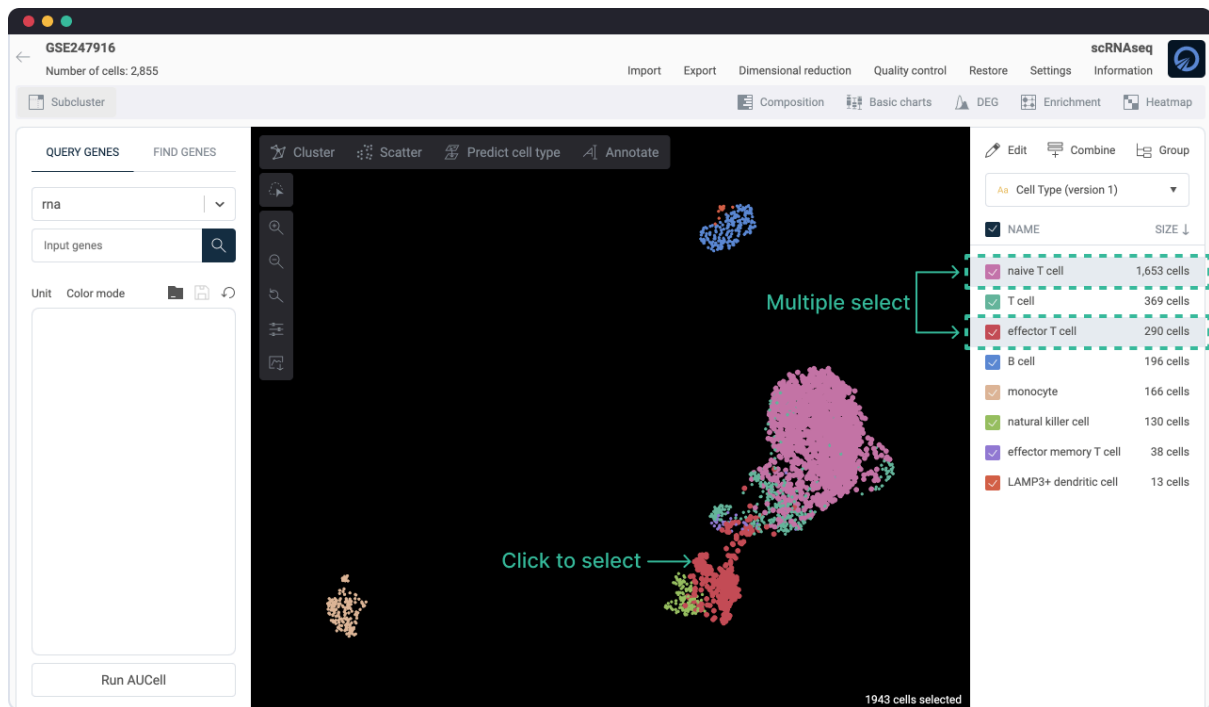 GSE247916
scRNAseq
Number of cells: 2,855
Import Export Dimensional reduction Quality control Restore Settings Information
Subcluster
Composition Basic charts DEG Enrichment Heatmap
QUERY GENES FIND GENES
rna
Input genes
Unit Color mode
Run AUCell
Cluster Scatter Predict cell type Annotate
Multiple select
Click to select
1943 cells selected
Edit Combine Group
Aa Cell Type (version 1)
NAME SIZE ↓
naive T cell 1,653 cells
T cell 369 cells
effector T cell 290 cells
B cell 196 cells
monocyte 166 cells
natural killer cell 130 cells
effector memory T cell 38 cells
LAMP3+ dendritic cell 13 cells